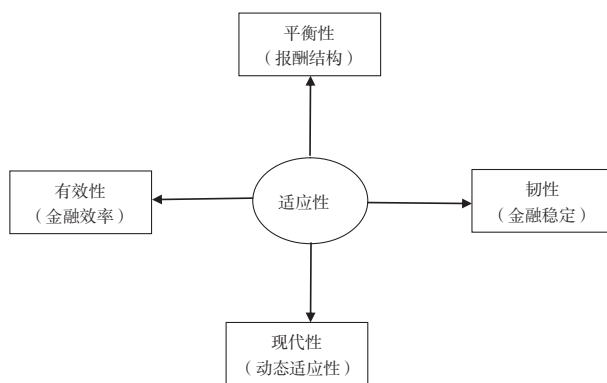 平衡性
（报酬结构）
有效性
（金融效率）
适应性
韧性
（金融稳定）
现代性
（动态适应性）